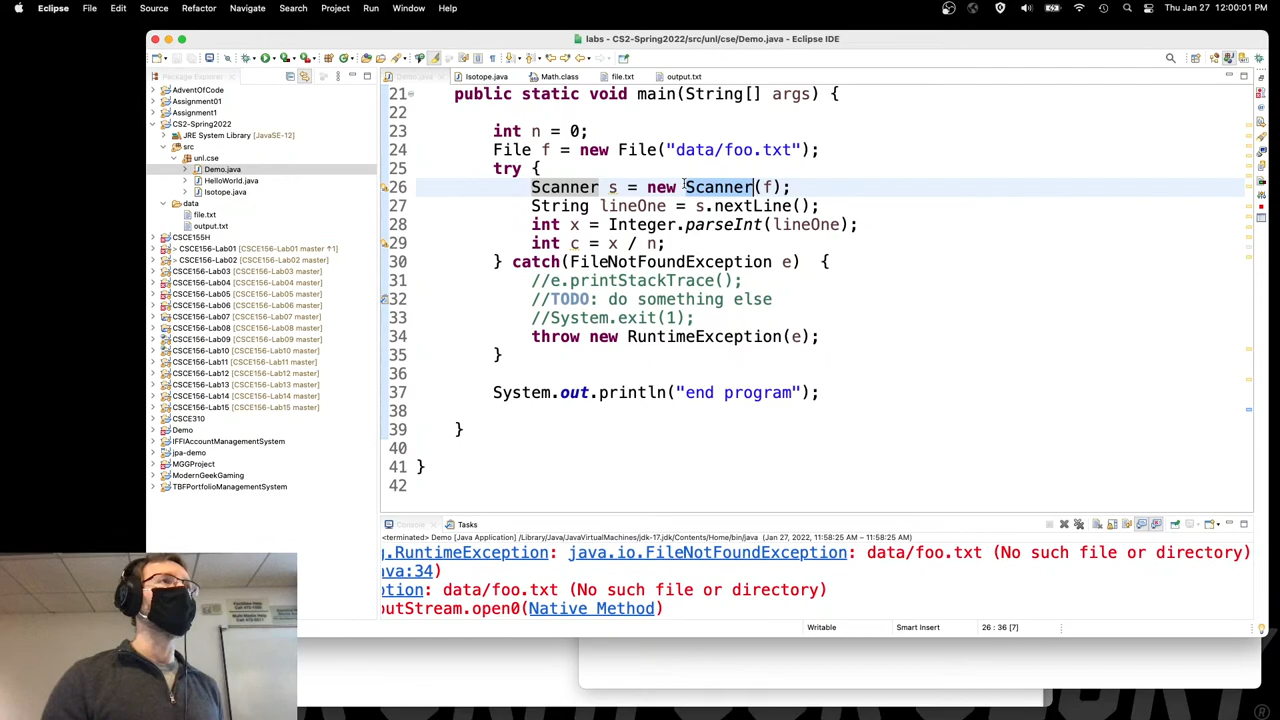 Eclipse File Edit Source Refactor Navigate Search Project Run Window Help Thu Jan 27 12:00:01 PM
labs - CS2-Spring2022/src/unl/cse/Demo.java - Eclipse IDE
Package Explorer
Demo.java Isotope.java Math.class file.txt output.txt
AdventOfCode
Assignment01
Assignment1
CS2-Spring2022
JRE System Library [JavaSE-12]
src
unl.cse
Demo.java
HelloWorld.java
Isotope.java
data
file.txt
output.txt
CSCE155H
> CSCE156-Lab01 [CSCE156-Lab01 master ↑1]
> CSCE156-Lab02 [CSCE156-Lab02 master]
CSCE156-Lab03 [CSCE156-Lab03 master]
CSCE156-Lab04 [CSCE156-Lab04 master]
CSCE156-Lab05 [CSCE156-Lab05 master]
CSCE156-Lab06 [CSCE156-Lab06 master]
CSCE156-Lab07 [CSCE156-Lab07 master]
CSCE156-Lab08 [CSCE156-Lab08 master]
CSCE156-Lab09 [CSCE156-Lab09 master]
CSCE156-Lab10 [CSCE156-Lab10 master]
CSCE156-Lab11 [CSCE156-Lab11 master]
CSCE156-Lab12 [CSCE156-Lab12 master]
CSCE156-Lab13 [CSCE156-Lab13 master]
CSCE156-Lab14 [CSCE156-Lab14 master]
CSCE156-Lab15 [CSCE156-Lab15 master]
CSCE310
Demo
IFFIAccountManagementSystem
jpa-demo
MGGProject
ModernGeekGaming
TBFPortfolioManagementSystem
21 public static void main(String[] args) {
22
23 int n = 0;
24 File f = new File("data/foo.txt");
25 try {
26 Scanner s = new Scanner(f);
27 String lineOne = s.nextLine();
28 int x = Integer.parseInt(lineOne);
29 int c = x / n;
30 } catch(FileNotFoundException e) {
31 //e.printStackTrace();
32 //TODO: do something else
33 //System.exit(1);
34 throw new RuntimeException(e);
35 }
36
37 System.out.println("end program");
38
39 }
40
41 }
42
Console Tasks
<terminated> Demo [Java Application] /Library/Java/JavaVirtualMachines/jdk-17.jdk/Contents/Home/bin/java (Jan 27, 2022, 11:58:25 AM – 11:58:25 AM)
g.RuntimeException: java.io.FileNotFoundException: data/foo.txt (No such file or directory)
ava:34)
ption: data/foo.txt (No such file or directory)
outStream.open0(Native Method)
Writable Smart Insert 26 : 36 [7]